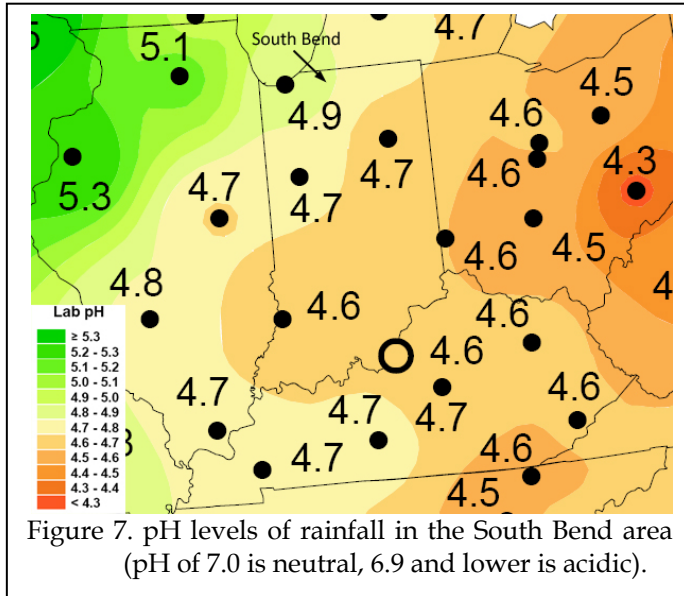 5
5.1
South Bend
4.7
4.9
4.6
4.5
5.3
4.7
4.7
4.7
4.6
4.3
4.8
4.6
4.6
4.5
4
Lab pH
≥ 5.3
5.2 - 5.3
5.1 - 5.2
5.0 - 5.1
4.9 - 5.0
4.8 - 4.9
4.7 - 4.8
4.6 - 4.7
4.5 - 4.6
4.4 - 4.5
4.3 - 4.4
< 4.3
4.6
4.6
4.7
4.7
4.7
4.7
4.6
4.6
4.5
Figure 7. pH levels of rainfall in the South Bend area
(pH of 7.0 is neutral, 6.9 and lower is acidic).